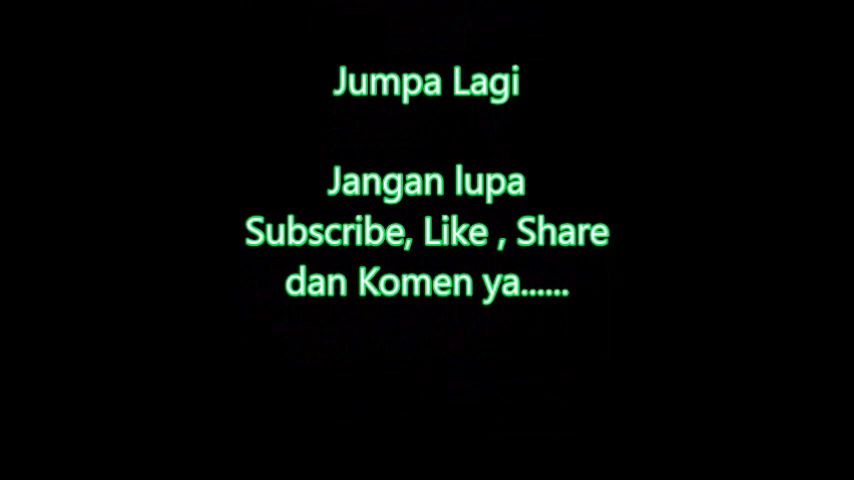 Jumpa Lagi
Jangan lupa
Subscribe, Like , Share
dan Komen ya......